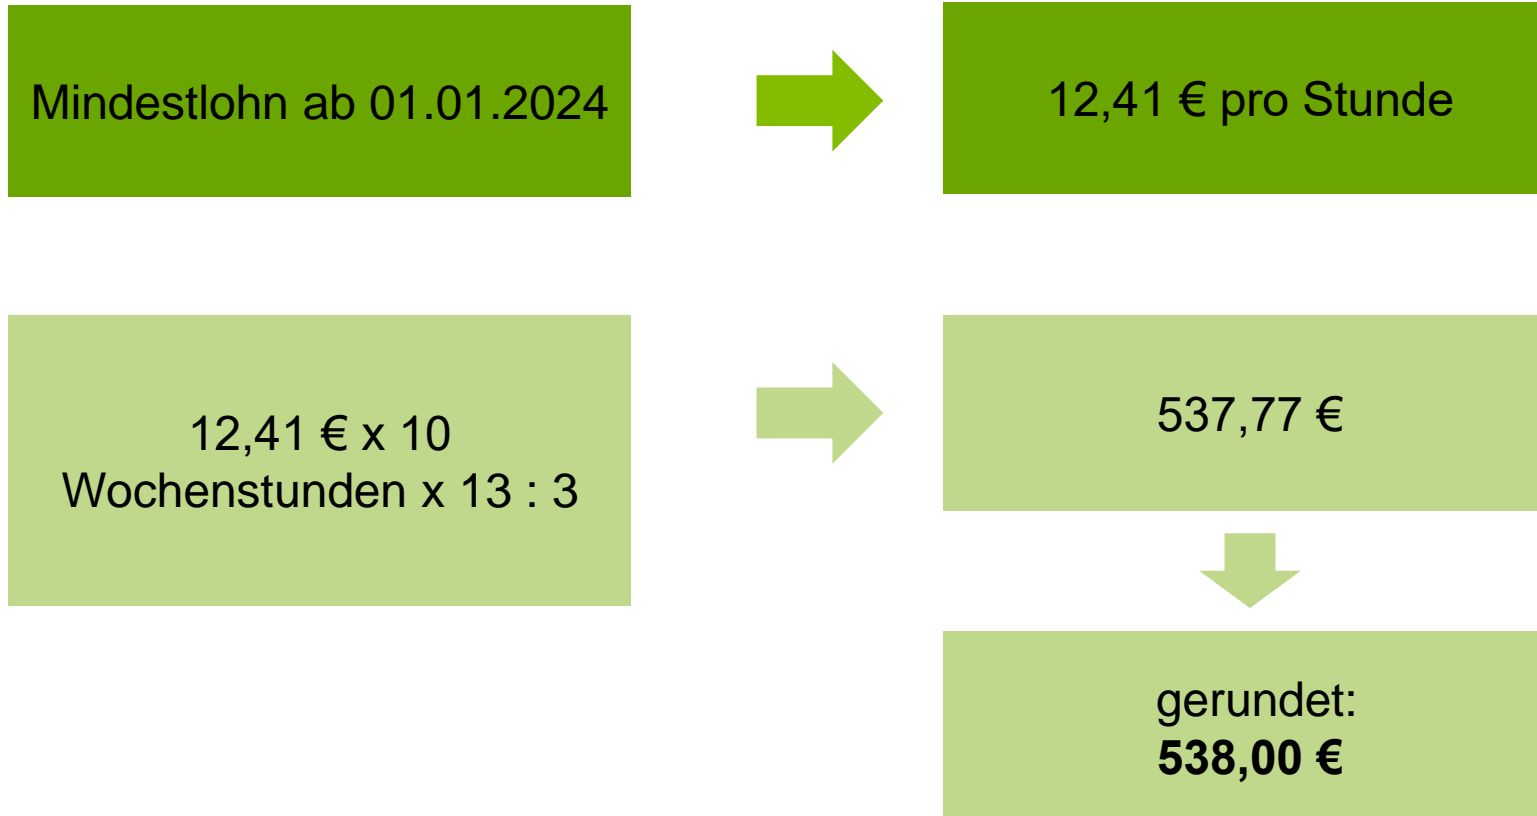 Mindestlohn ab 01.01.2024
12,41 € pro Stunde
12,41 € x 10
Wochenstunden x 13 : 3
537,77 €
gerundet:
538,00 €